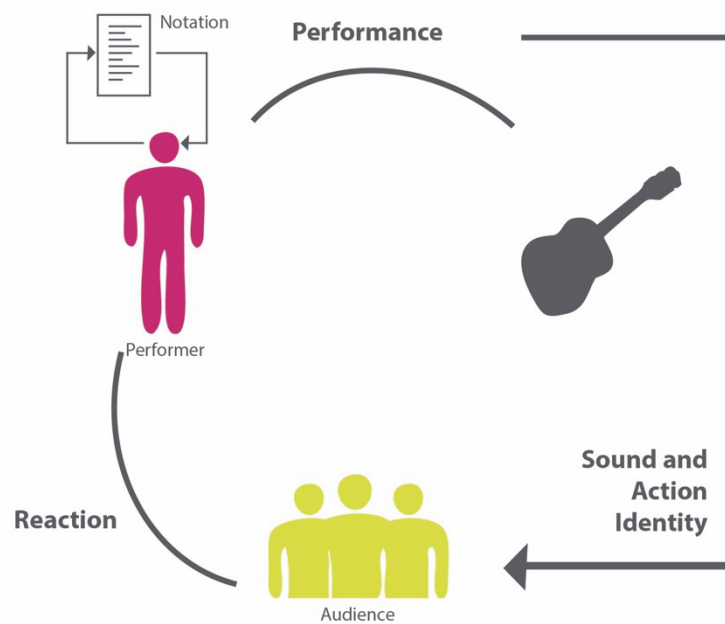 Notation
Performance
Performer
Sound and
Action
Identity
Reaction
Audience